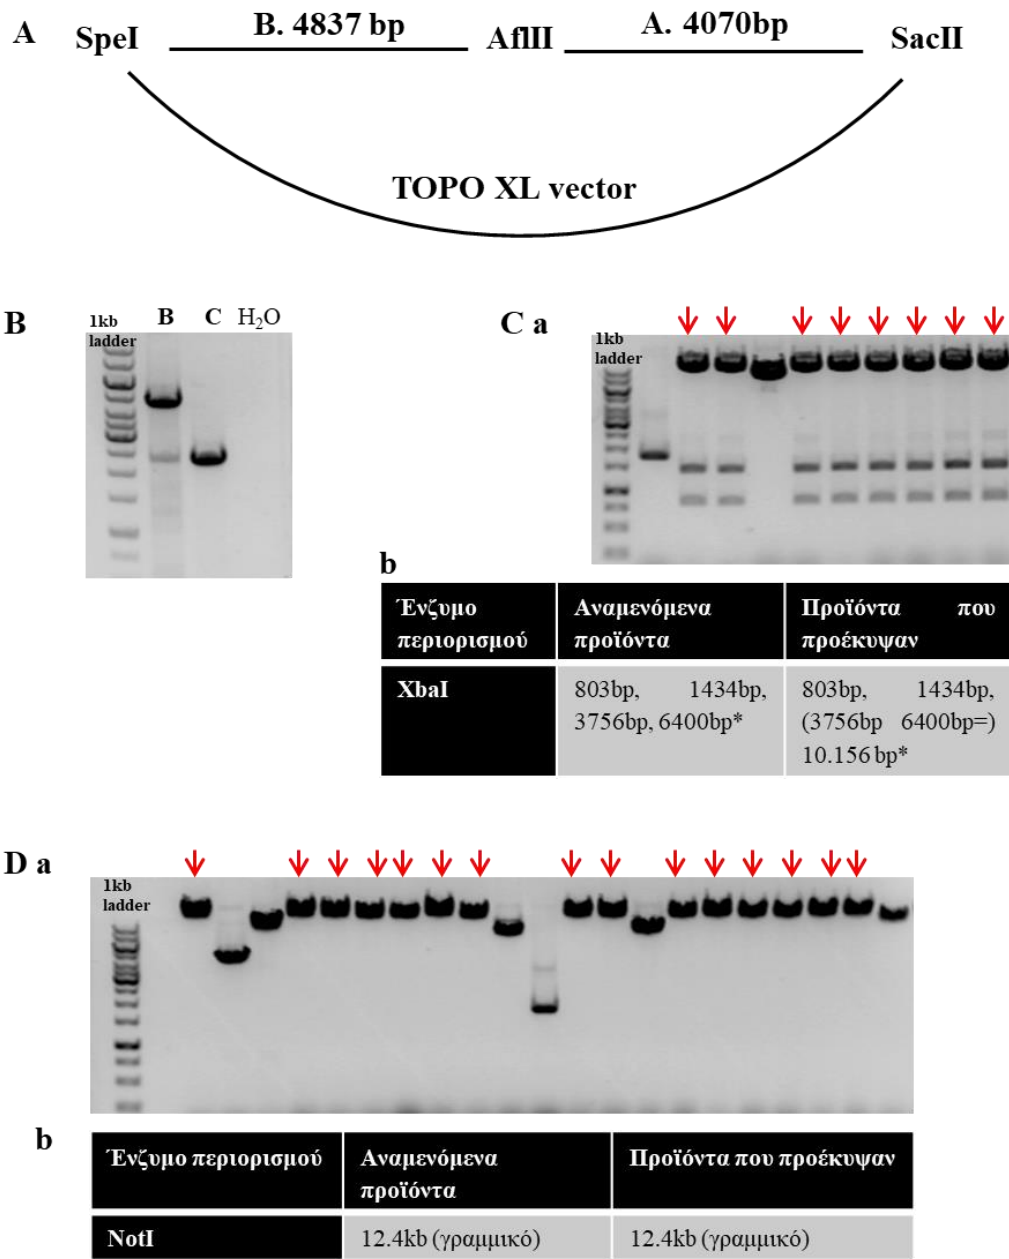 A
SpeI B. 4837 bp AflII A. 4070bp SacII
TOPO XL vector
B
1kb
ladder
B C H₂O
C a
1kb
ladder
b
Ένζυμο περιορισμού
Αναμενόμενα προϊόντα
Προϊόντα που προέκυψαν
XbaI
803bp, 1434bp,
3756bp, 6400bp*
803bp, 1434bp,
(3756bp 6400bp=)
10.156 bp*
D a
1kb
ladder
b
Ένζυμο περιορισμού
Αναμενόμενα προϊόντα
Προϊόντα που προέκυψαν
NotI
12.4kb (γραμμικό)
12.4kb (γραμμικό)